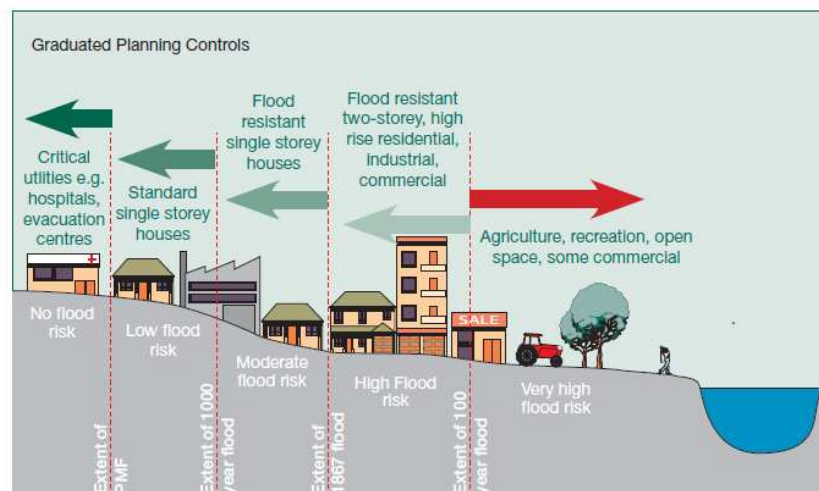 Graduated Planning Controls
Critical
utlities e.g.
hospitals,
evacuation
centres
Standard
single storey
houses
Flood
resistant
single storey
houses
Flood resistant
two-storey, high
rise residential,
industrial,
commercial
Agriculture, recreation, open
space, some commercial
SALE
No flood
risk
Low flood
risk
Moderate
flood risk
High Flood
risk
Very high
flood risk
Extent of
PMF
Extent of 1000
year flood
Extent of
1867 flood
Extent of 100
year flood